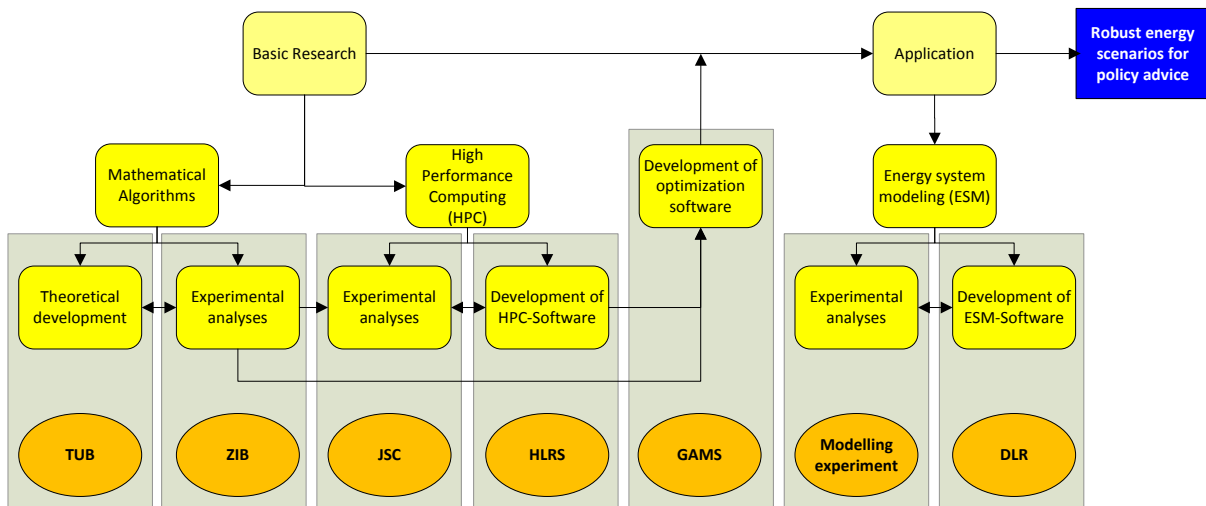 Basic Research
Application
Robust energy
scenarios for
policy advice
Mathematical
Algorithms
High
Performance
Computing
(HPC)
Development of
optimization
software
Energy system
modeling (ESM)
Theoretical
development
Experimental
analyses
Experimental
analyses
Development of
HPC-Software
Experimental
analyses
Development of
ESM-Software
TUB
ZIB
JSC
HLRS
GAMS
Modelling
experiment
DLR